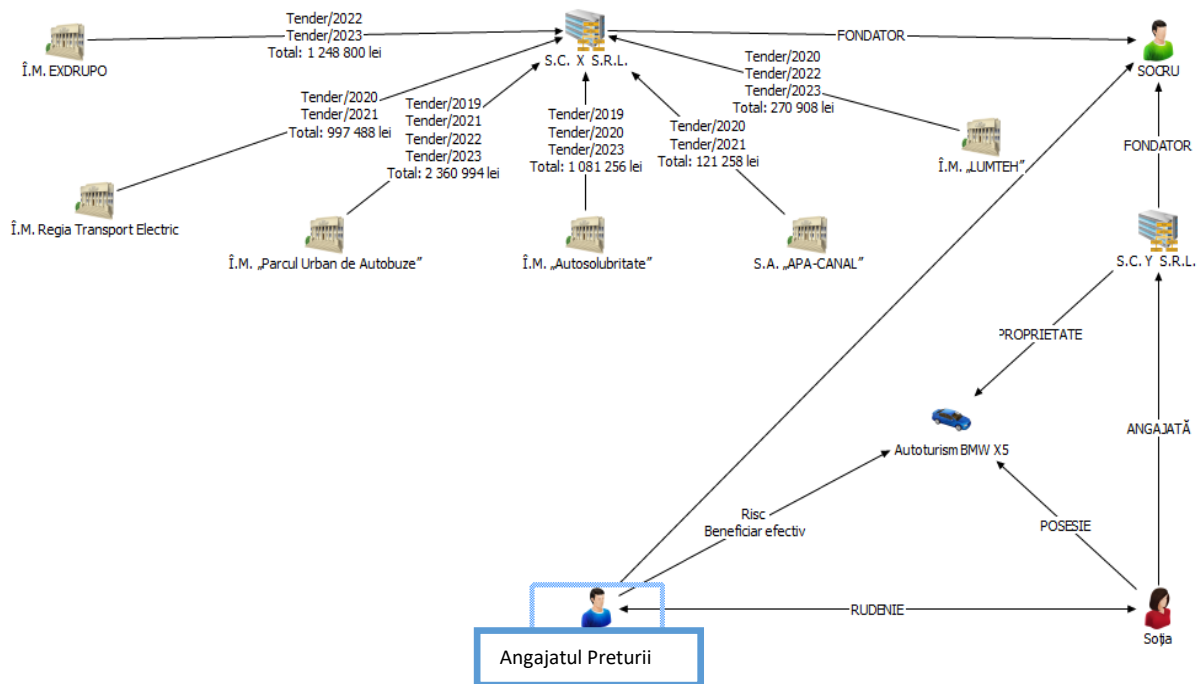 Tender/2022
Tender/2023
Total: 1 248 800 lei
Î.M. EXDRUPO
S.C. X S.R.L.
FONDATOR
SOCRU
Tender/2020
Tender/2021
Total: 997 488 lei
Î.M. Regia Transport Electric
Tender/2019
Tender/2021
Tender/2022
Tender/2023
Total: 2 360 994 lei
Î.M. „Parcul Urban de Autobuze”
Tender/2019
Tender/2020
Tender/2023
Total: 1 081 256 lei
Î.M. „Autosolubritate”
Tender/2020
Tender/2021
Total: 121 258 lei
S.A. „APA-CANAL”
Tender/2020
Tender/2022
Tender/2023
Total: 270 908 lei
Î.M. „LUMTEH”
FONDATOR
S.C. Y S.R.L.
PROPRIETATE
Autoturism BMW X5
ANGAJATĂ
Risc
Beneficiar efectiv
POSESIE
RUDENIE
Soția
Angajatul Preturii